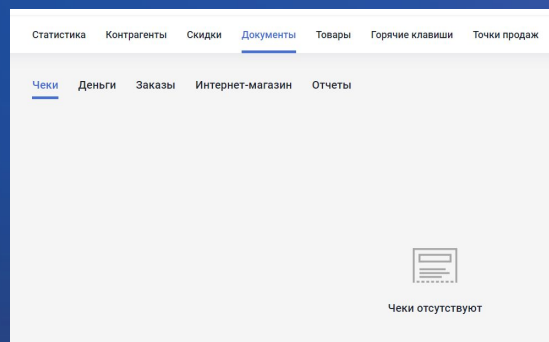 Статистика Контрагенты Скидки Документы Товары Горячие клавиши Точки продаж
Чеки Деньги Заказы Интернет-магазин Отчеты
Чеки отсутствуют